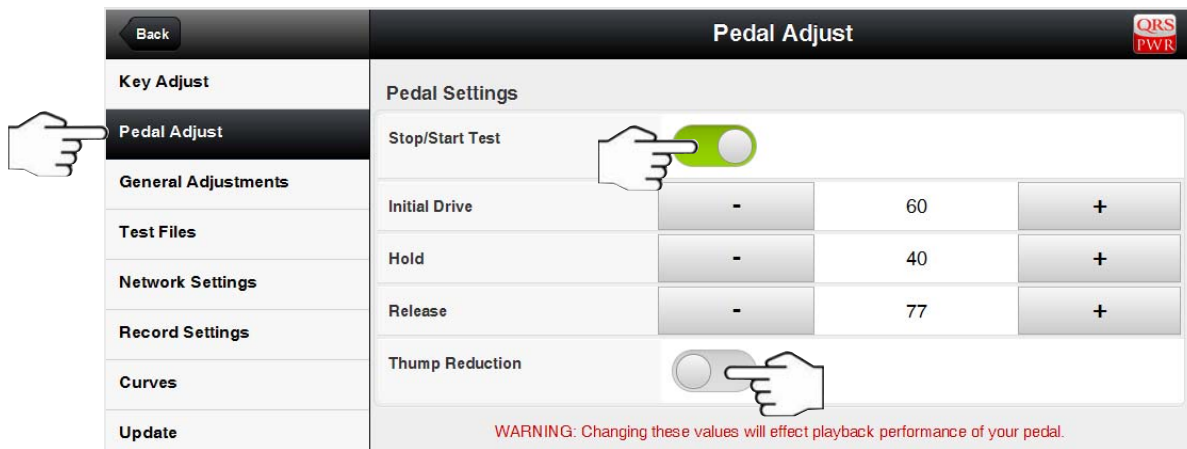 Back
Pedal Adjust
QRS
PWR
Key Adjust
Pedal Adjust
General Adjustments
Test Files
Network Settings
Record Settings
Curves
Update
Pedal Settings
Stop/Start Test
Initial Drive - 60 +
Hold - 40 +
Release - 77 +
Thump Reduction
WARNING: Changing these values will effect playback performance of your pedal.